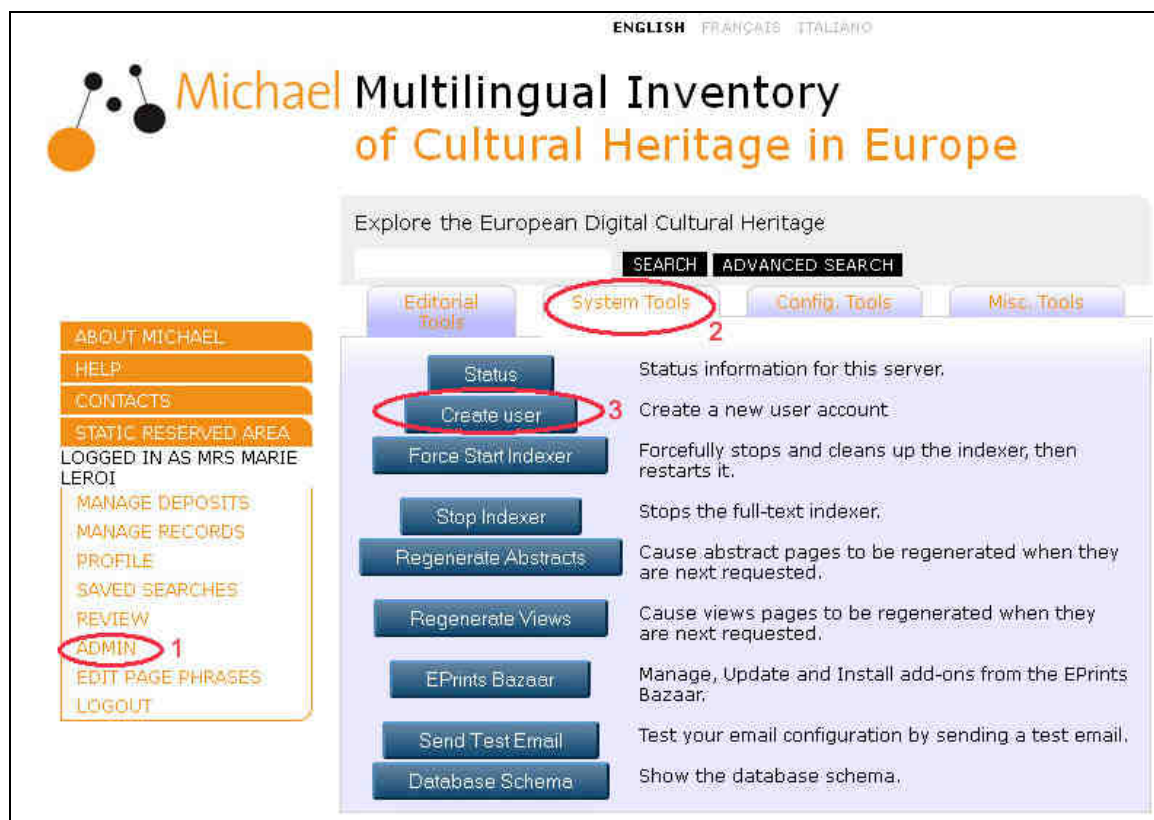 ENGLISH FRANÇAIS ITALIANO
Michael Multilingual Inventory
of Cultural Heritage in Europe
Explore the European Digital Cultural Heritage
SEARCH ADVANCED SEARCH
Editorial
Tools
System Tools
Config. Tools
Misc. Tools
2
ABOUT MICHAEL
HELP
CONTACTS
STATIC RESERVED AREA
LOGGED IN AS MRS MARIE
LEROI
MANAGE DEPOSITS
MANAGE RECORDS
PROFILE
SAVED SEARCHES
REVIEW
ADMIN 1
EDIT PAGE PHRASES
LOGOUT
Status
Status information for this server.
Create user 3
Create a new user account
Force Start Indexer
Forcefully stops and cleans up the indexer, then
restarts it.
Stop Indexer
Stops the full-text indexer.
Regenerate Abstracts
Cause abstract pages to be regenerated when they
are next requested.
Regenerate Views
Cause views pages to be regenerated when they
are next requested.
EPrints Bazaar
Manage, Update and Install add-ons from the EPrints
Bazaar.
Send Test Email
Test your email configuration by sending a test email.
Database Schema
Show the database schema.